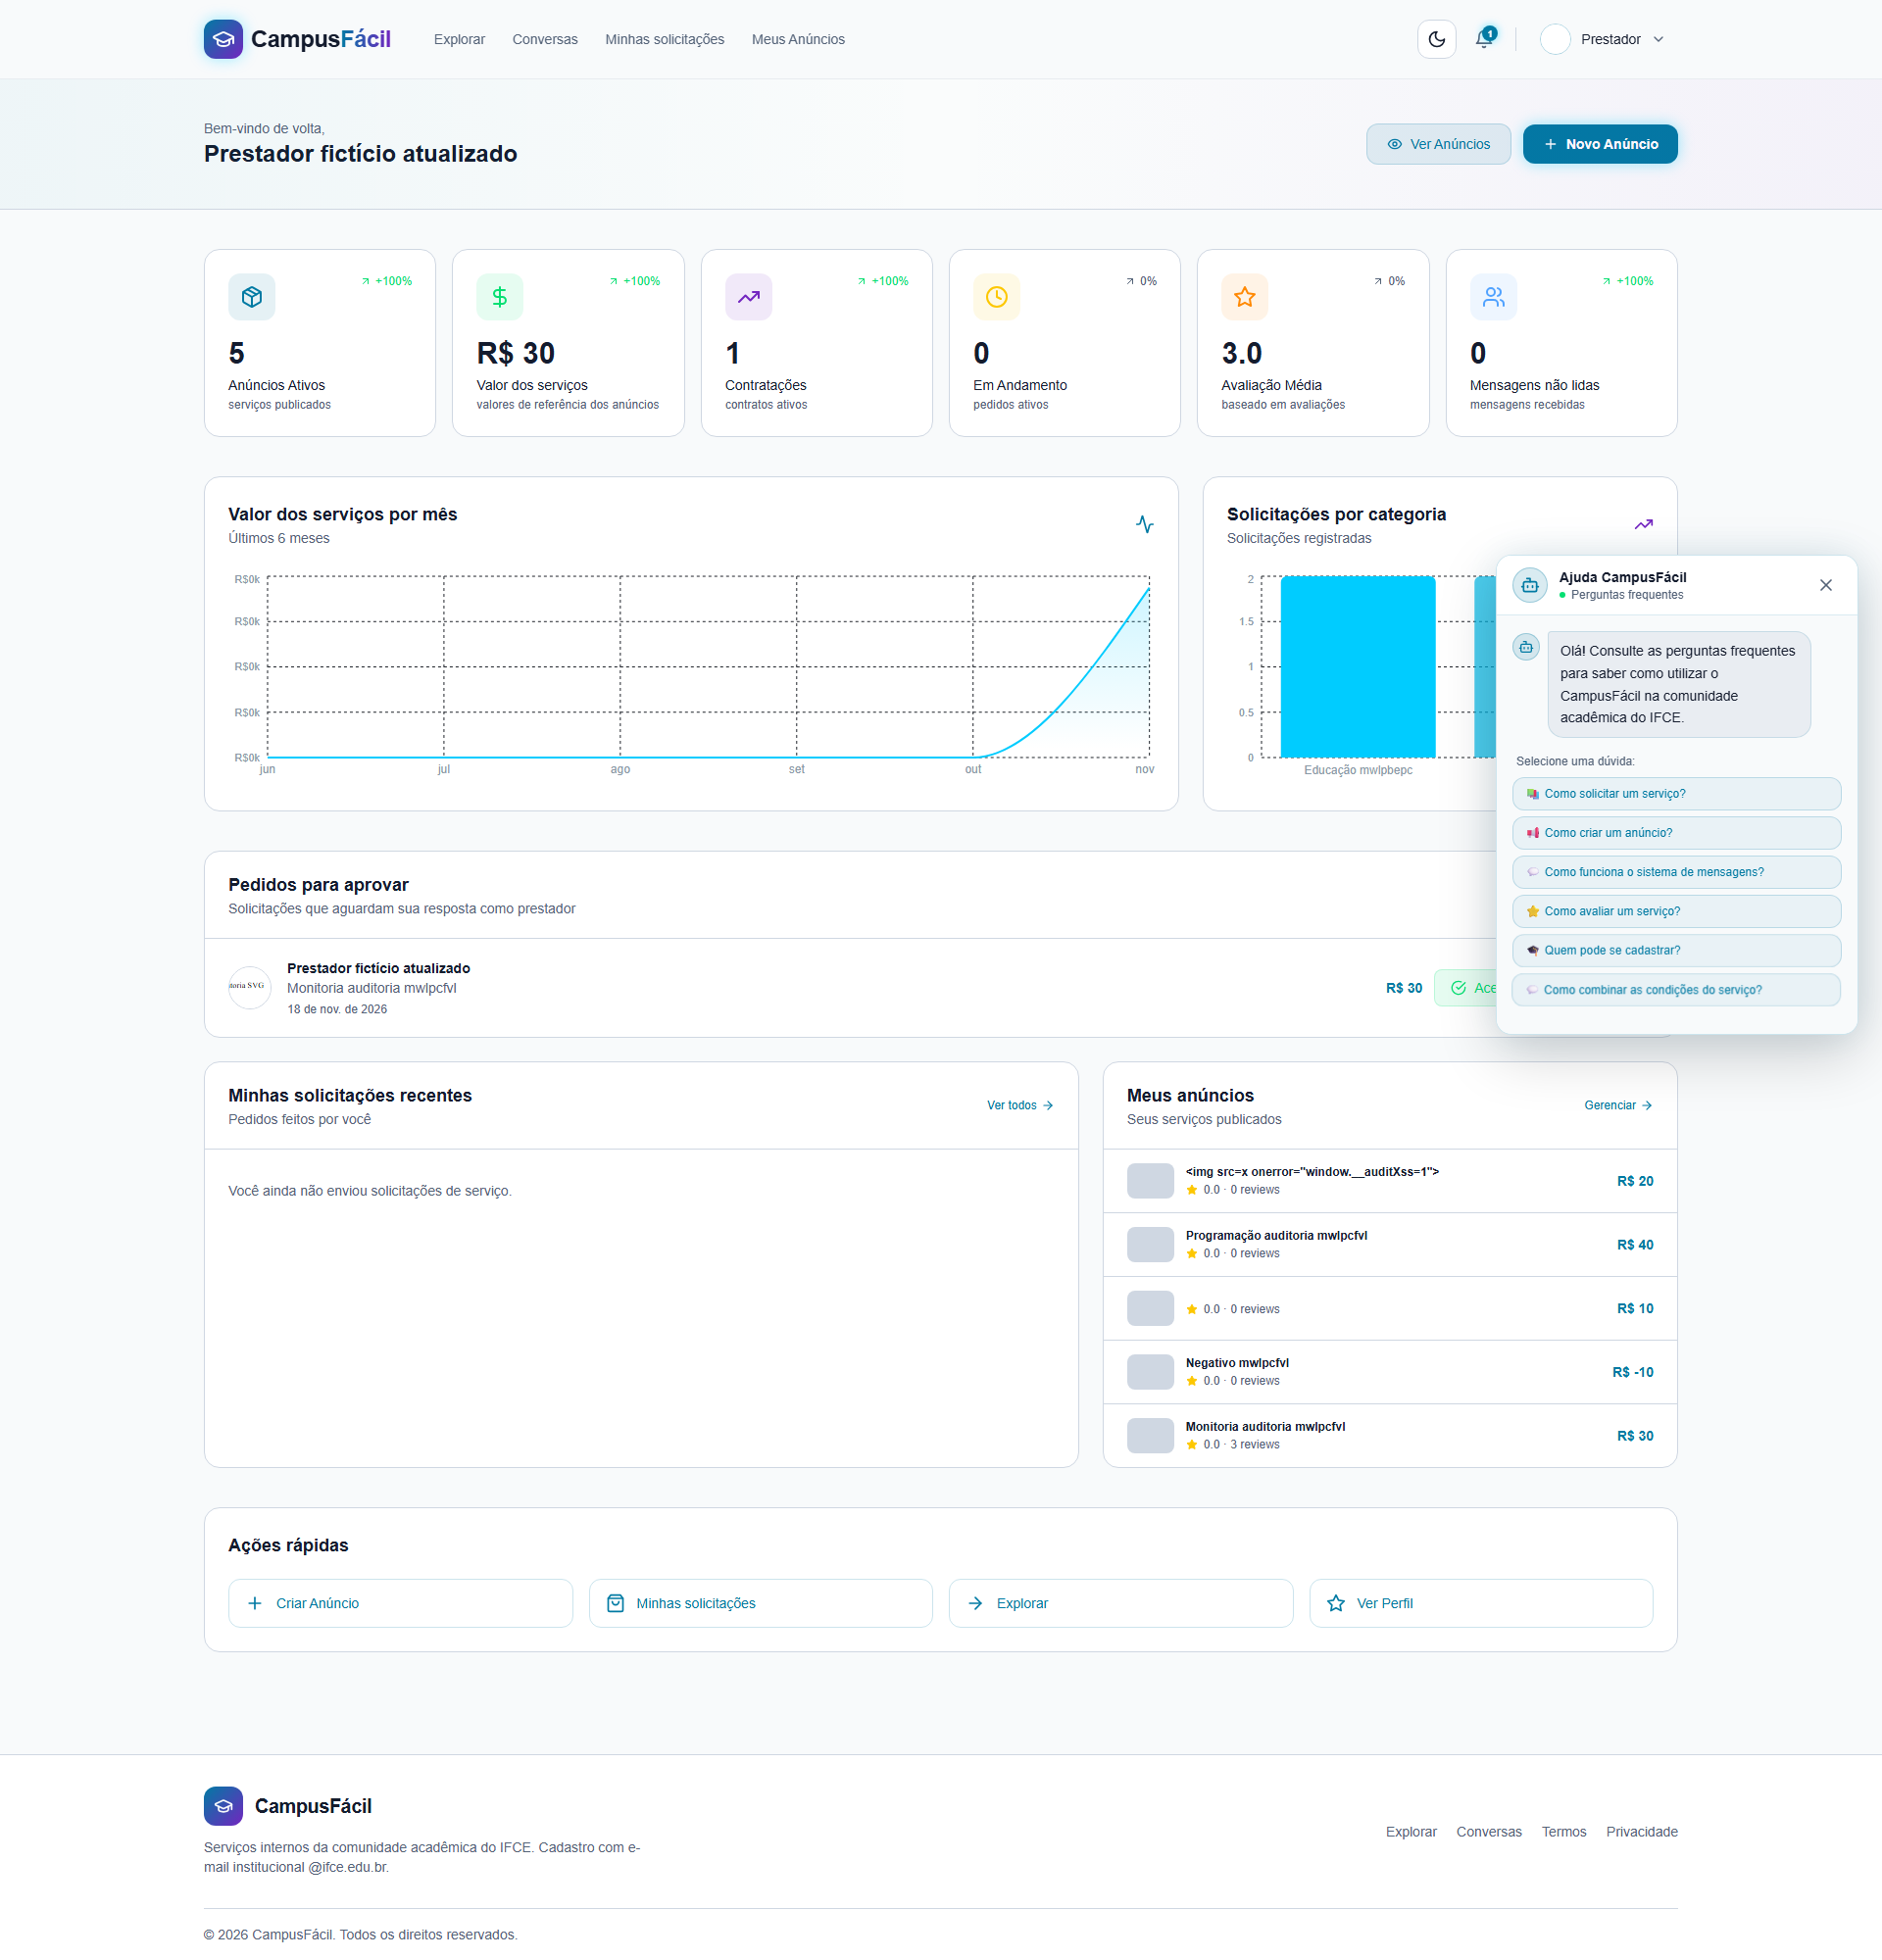 CampusFácil
Explorar
Conversas
Minhas solicitações
Meus Anúncios
1
Prestador
Bem-vindo de volta,
Prestador fictício atualizado
Ver Anúncios
Novo Anúncio
+100%
5
Anúncios Ativos
serviços publicados
+100%
R$ 30
Valor dos serviços
valores de referência dos anúncios
+100%
1
Contratações
contratos ativos
0%
0
Em Andamento
pedidos ativos
0%
3.0
Avaliação Média
baseado em avaliações
+100%
0
Mensagens não lidas
mensagens recebidas
Valor dos serviços por mês
Últimos 6 meses
R$0k
R$0k
R$0k
R$0k
R$0k
jun
jul
ago
set
out
nov
Solicitações por categoria
Solicitações registradas
2
1.5
1
0.5
0
Educação mwlpbepc
Ajuda CampusFácil
Perguntas frequentes
Olá! Consulte as perguntas frequentes
para saber como utilizar o
CampusFácil na comunidade
acadêmica do IFCE.
Selecione uma dúvida:
Como solicitar um serviço?
Como criar um anúncio?
Como funciona o sistema de mensagens?
Como avaliar um serviço?
Quem pode se cadastrar?
Como combinar as condições do serviço?
Pedidos para aprovar
Solicitações que aguardam sua resposta como prestador
toria SVG
Prestador fictício atualizado
Monitoria auditoria mwlpcfvl
18 de nov. de 2026
R$ 30
Ace
Minhas solicitações recentes
Pedidos feitos por você
Ver todos
Você ainda não enviou solicitações de serviço.
Meus anúncios
Seus serviços publicados
Gerenciar
<img src=x onerror="window.__auditXss=1">
0.0 · 0 reviews
R$ 20
Programação auditoria mwlpcfvl
0.0 · 0 reviews
R$ 40
0.0 · 0 reviews
R$ 10
Negativo mwlpcfvl
0.0 · 0 reviews
R$ -10
Monitoria auditoria mwlpcfvl
0.0 · 3 reviews
R$ 30
Ações rápidas
Criar Anúncio
Minhas solicitações
Explorar
Ver Perfil
CampusFácil
Serviços internos da comunidade acadêmica do IFCE. Cadastro com e-
mail institucional @ifce.edu.br.
Explorar
Conversas
Termos
Privacidade
© 2026 CampusFácil. Todos os direitos reservados.